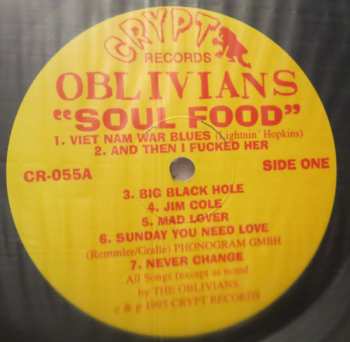 CRYPT
RECORDS
OBLIVIANS
"SOUL FOOD"
1. VIET NAM WAR BLUES (Lightnin' Hopkins)
2. AND THEN I FUCKED HER
CR-055A
SIDE ONE
3. BIG BLACK HOLE
4. JIM COLE
5. MAD LOVER
6. SUNDAY YOU NEED LOVE
(Remmler/Gralle) PHONOGRAM GMBH
7. NEVER CHANGE
All Songs (except as noted)
by THE OBLIVIANS
c & p 1995 CRYPT RECORDS